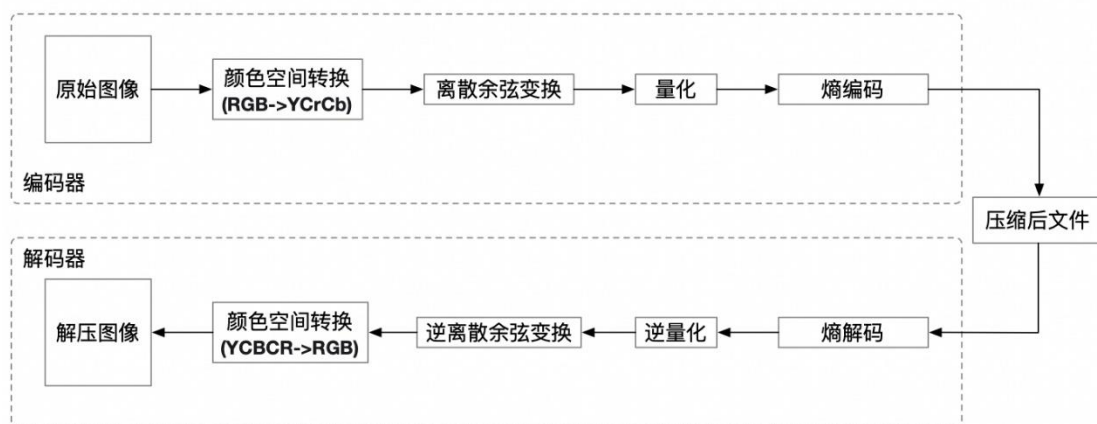 原始图像
颜色空间转换
(RGB->YCrCb)
离散余弦变换
量化
熵编码
编码器
压缩后文件
解码器
解压图像
颜色空间转换
(YCBCR->RGB)
逆离散余弦变换
逆量化
熵解码